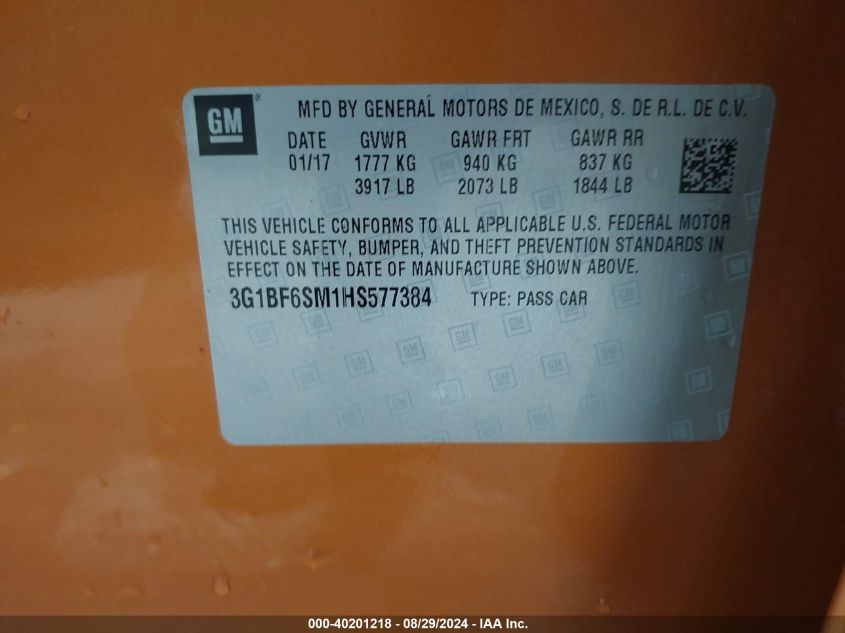 GM ® MFD BY GENERAL MOTORS DE MEXICO, S. DE R.L. DE C.V.
DATE GVWR GAWR FRT GAWR RR
01/17 1777 KG 940 KG 837 KG
3917 LB 2073 LB 1844 LB
THIS VEHICLE CONFORMS TO ALL APPLICABLE U.S. FEDERAL MOTOR
VEHICLE SAFETY, BUMPER, AND THEFT PREVENTION STANDARDS IN
EFFECT ON THE DATE OF MANUFACTURE SHOWN ABOVE.
3G1BF6SM1HS577384 TYPE: PASS CAR
000-40201218 - 08/29/2024 - IAA Inc.